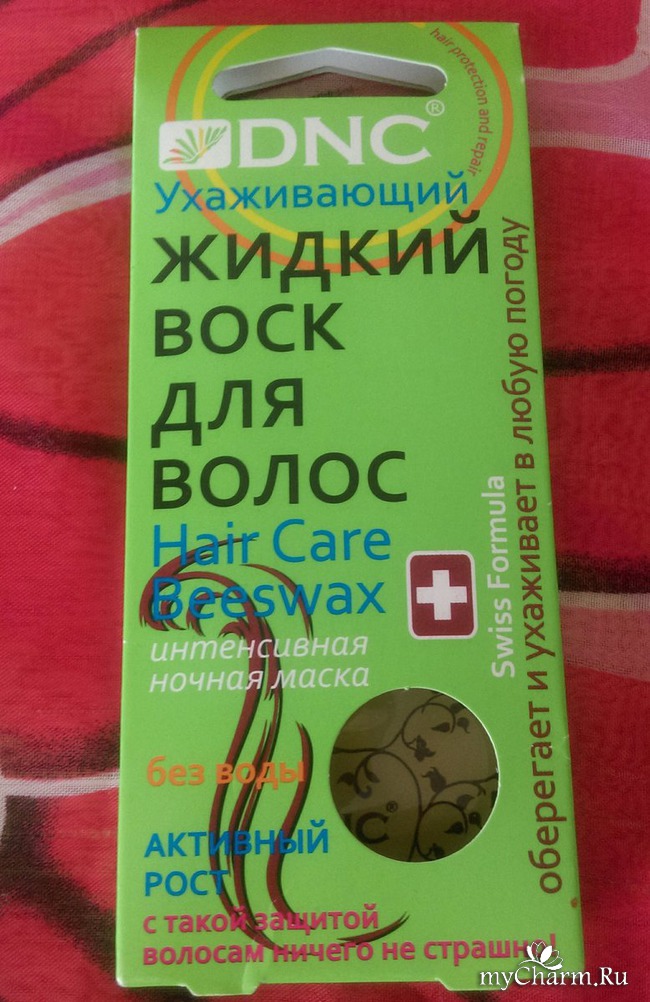 hair protection and repair
DNC®
Ухаживающий
жидкий
воск
для
волос
Hair Care
Beeswax
интенсивная
ночная маска
Swiss Formula
оберегает и ухаживает в любую погоду
без воды
NC®
АКТИВНЫЙ
РОСТ
с такой защитой
волосам ничего не страшно!
myCharm.Ru